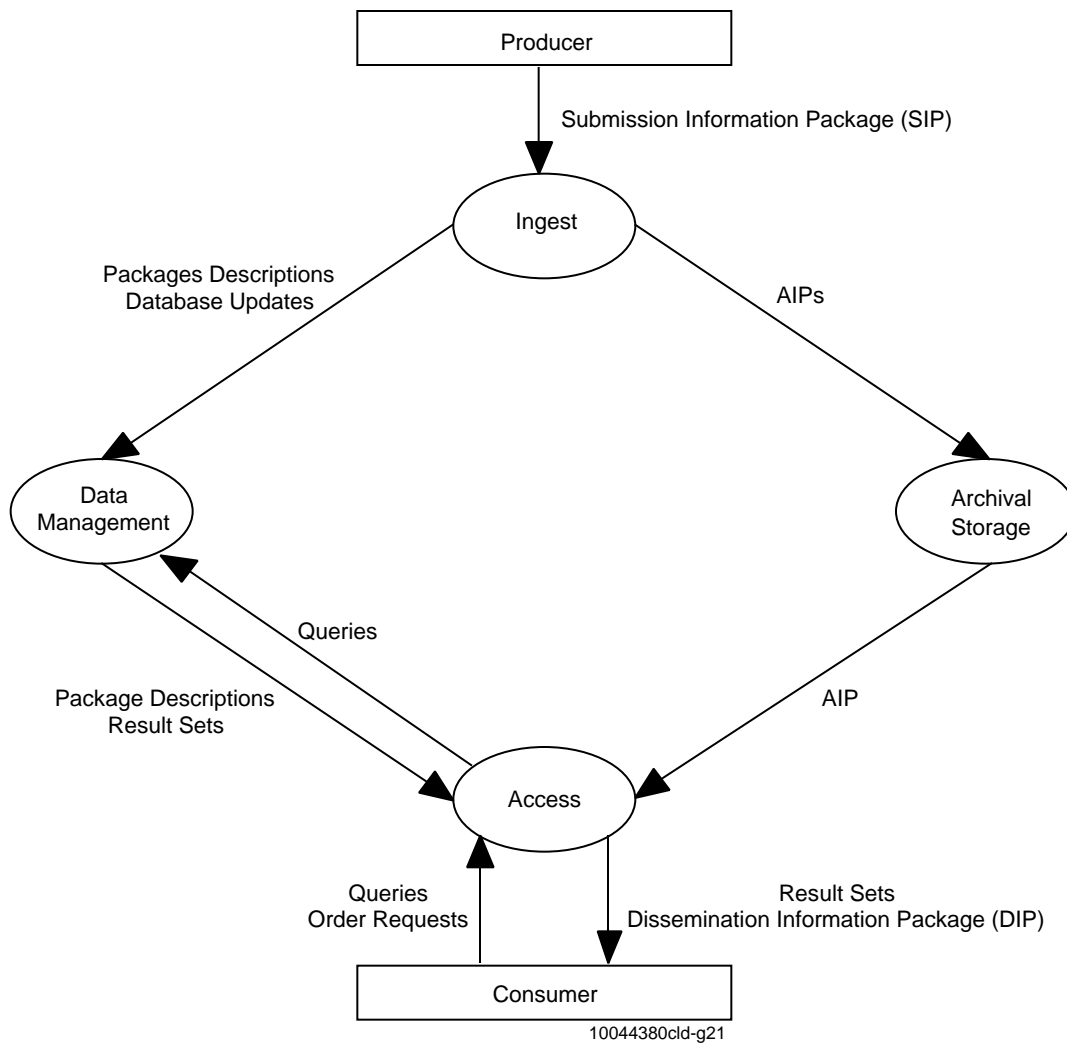 Producer
Submission Information Package (SIP)
Ingest
Packages Descriptions
Database Updates
AIPs
Data
Management
Archival
Storage
Queries
Package Descriptions
Result Sets
AIP
Access
Queries
Order Requests
Result Sets
Dissemination Information Package (DIP)
Consumer
10044380cld-g21